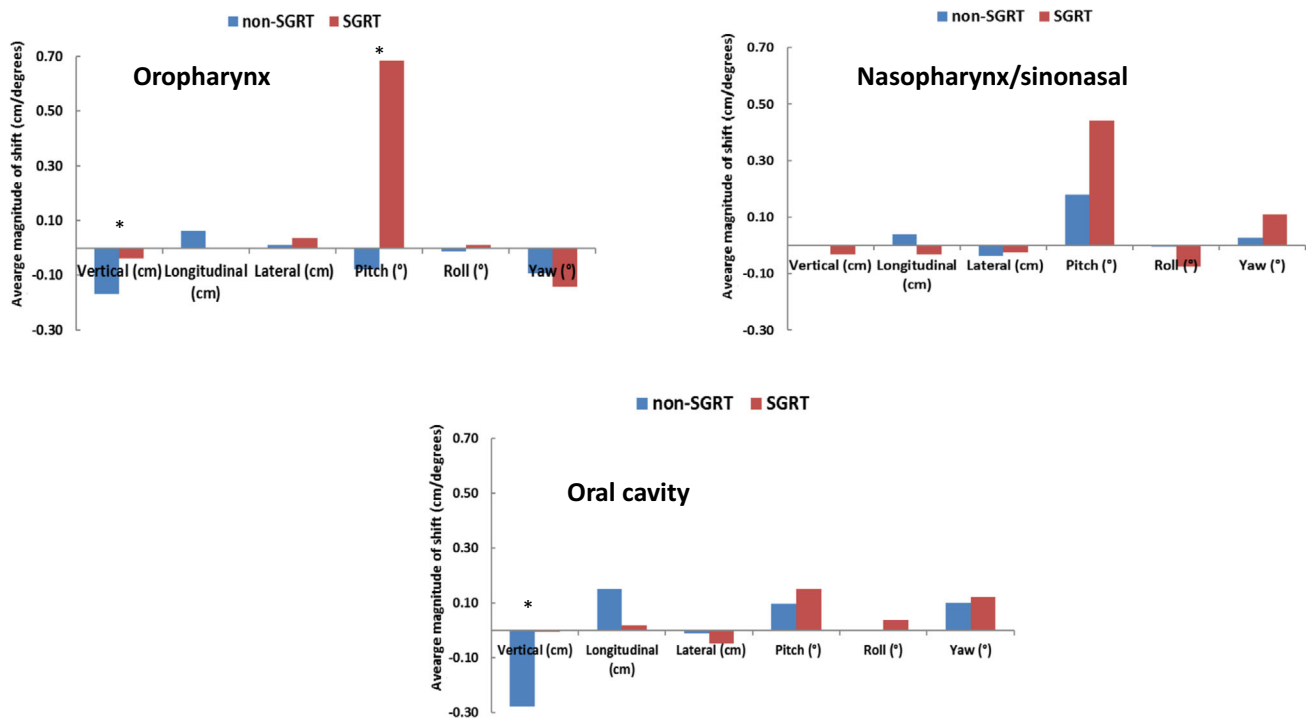 non-SGRT SGRT
Avearge magnitude of shift (cm/degrees)
0.70
0.50
0.30
0.10
-0.10
-0.30
Oropharynx
*
*
Vertical (cm) Longitudinal (cm) Lateral (cm) Pitch (°) Roll (°) Yaw (°)
non-SGRT SGRT
Avearge magnitude of shift (cm/degrees)
0.70
0.50
0.30
0.10
-0.10
-0.30
Nasopharynx/sinonasal
Vertical (cm) Longitudinal (cm) Lateral (cm) Pitch (°) Roll (°) Yaw (°)
non-SGRT SGRT
Avearge magnitude of shift (cm/degrees)
0.70
0.50
0.30
0.10
-0.10
-0.30
Oral cavity
*
Vertical (cm) Longitudinal (cm) Lateral (cm) Pitch (°) Roll (°) Yaw (°)